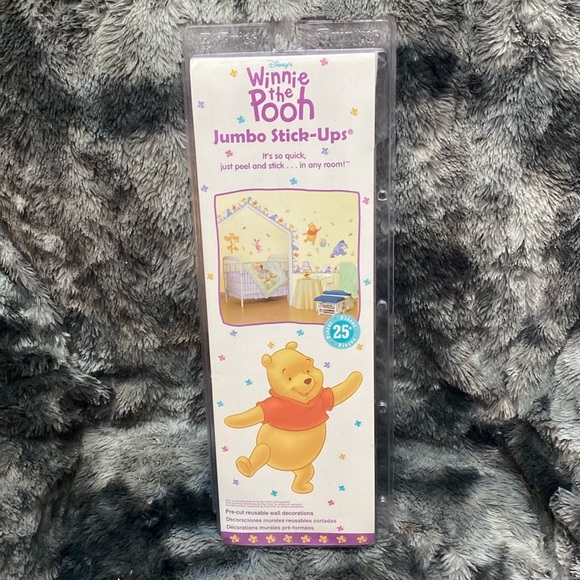 Disney's
Winnie
the
Pooh
Jumbo Stick-Ups®
It's so quick,
just peel and stick . . . in any room!™
25
Pre-cut reusable wall decorations
Decoraciones murales reusables cortadas
Décorations murales pré-formées